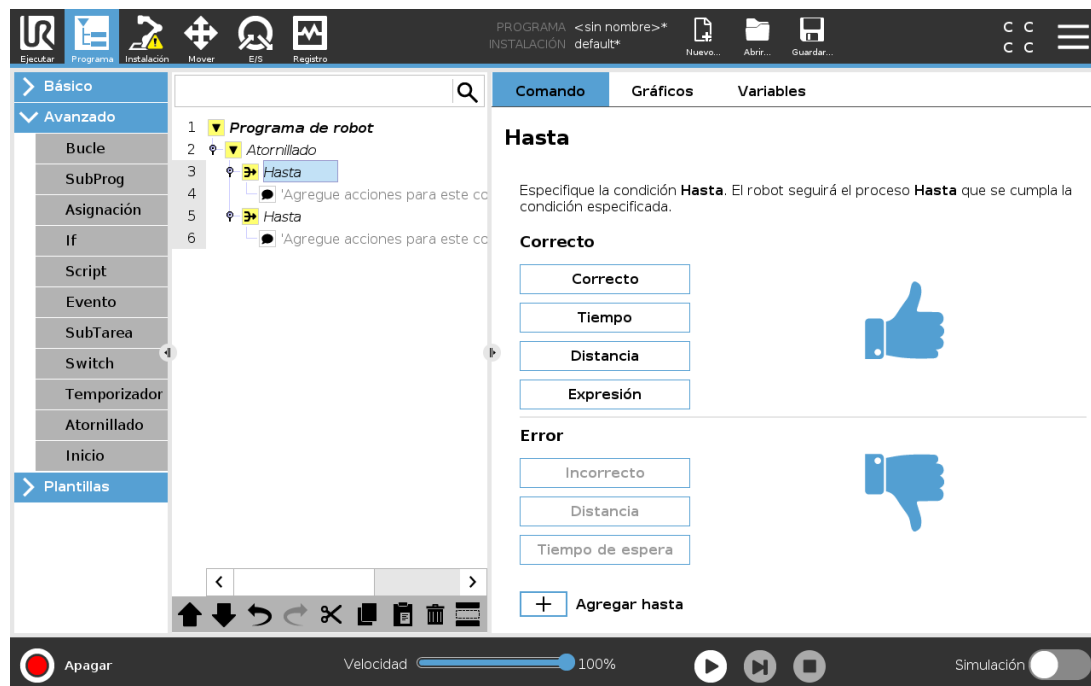 PROGRAMA <sin nombre>*
INSTALACIÓN default*
UR
Ejecutar
Programa
Instalación
Mover
E/S
Registro
Nuevo...
Abrir...
Guardar...
C C
C C
Básico
Avanzado
Bucle
SubProg
Asignación
If
Script
Evento
SubTarea
Switch
Temporizador
Atornillado
Inicio
Plantillas
1 Programa de robot
2 Atornillado
3 Hasta
4 'Agregue acciones para este co
5 Hasta
6 'Agregue acciones para este co
Comando Gráficos Variables
Hasta
Especifique la condición Hasta. El robot seguirá el proceso Hasta que se cumpla la
condición especificada.
Correcto
Correcto
Tiempo
Distancia
Expresión
Error
Incorrecto
Distancia
Tiempo de espera
Agregar hasta
Apagar
Velocidad 100%
Simulación